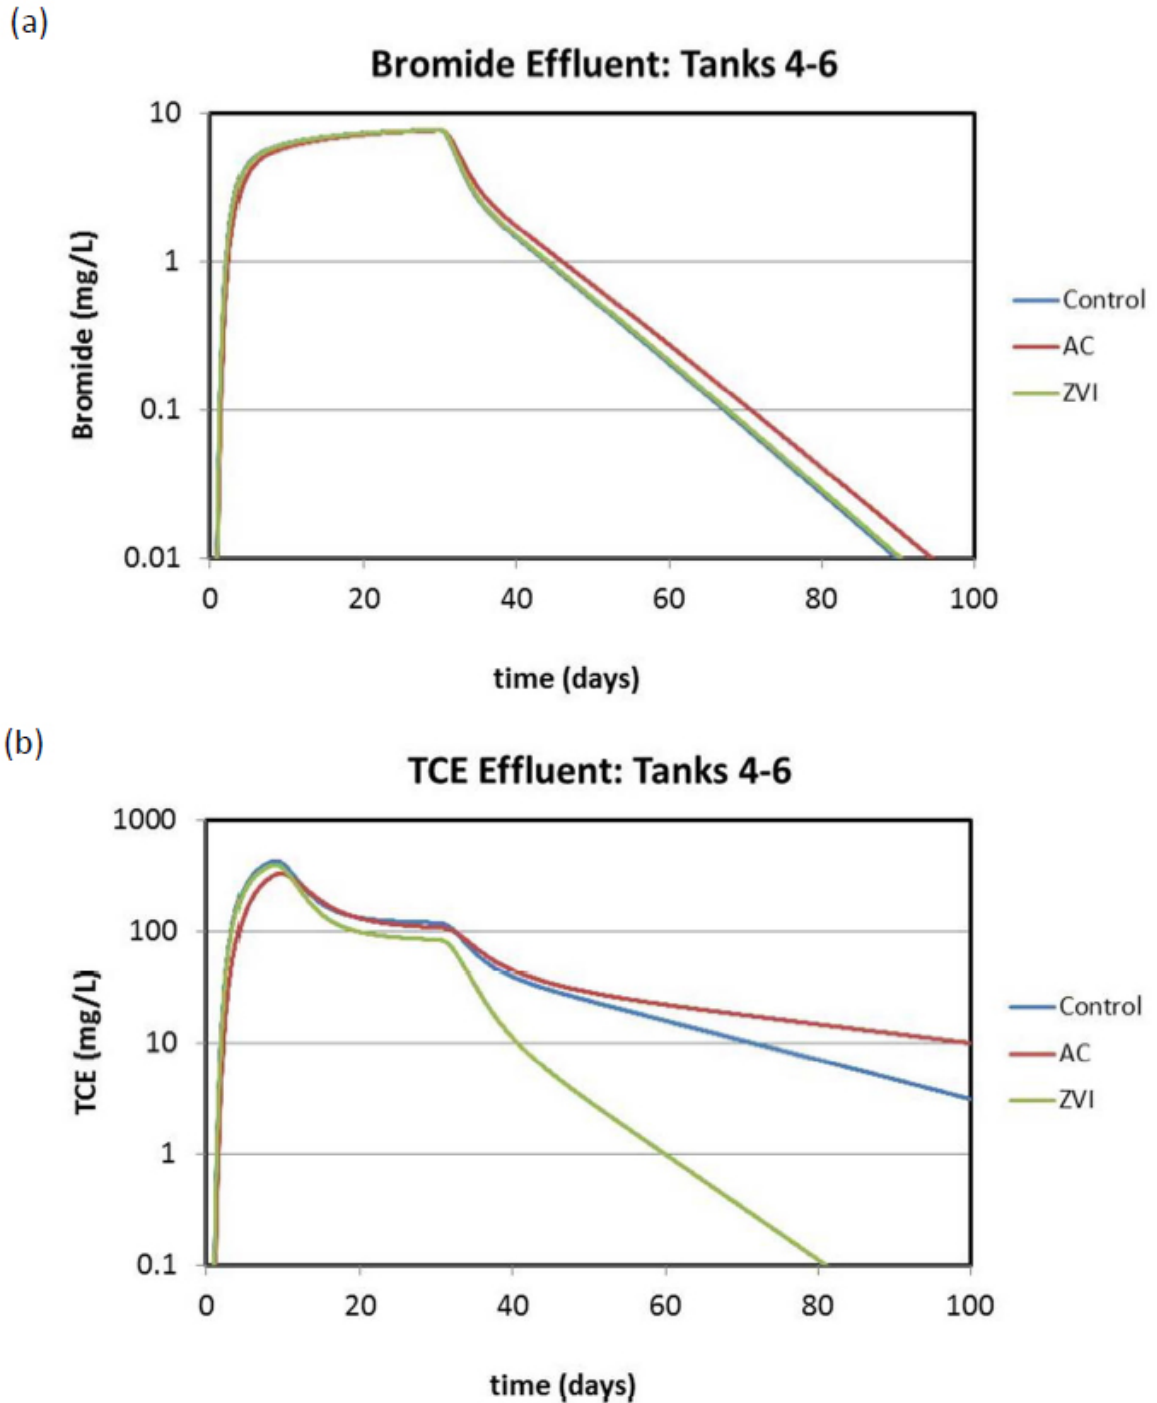 (a)
Bromide Effluent: Tanks 4-6
10
1
0.1
0.01
Bromide (mg/L)
0 20 40 60 80 100
time (days)
Control
AC
ZVI
(b)
TCE Effluent: Tanks 4-6
1000
100
10
1
0.1
TCE (mg/L)
0 20 40 60 80 100
time (days)
Control
AC
ZVI